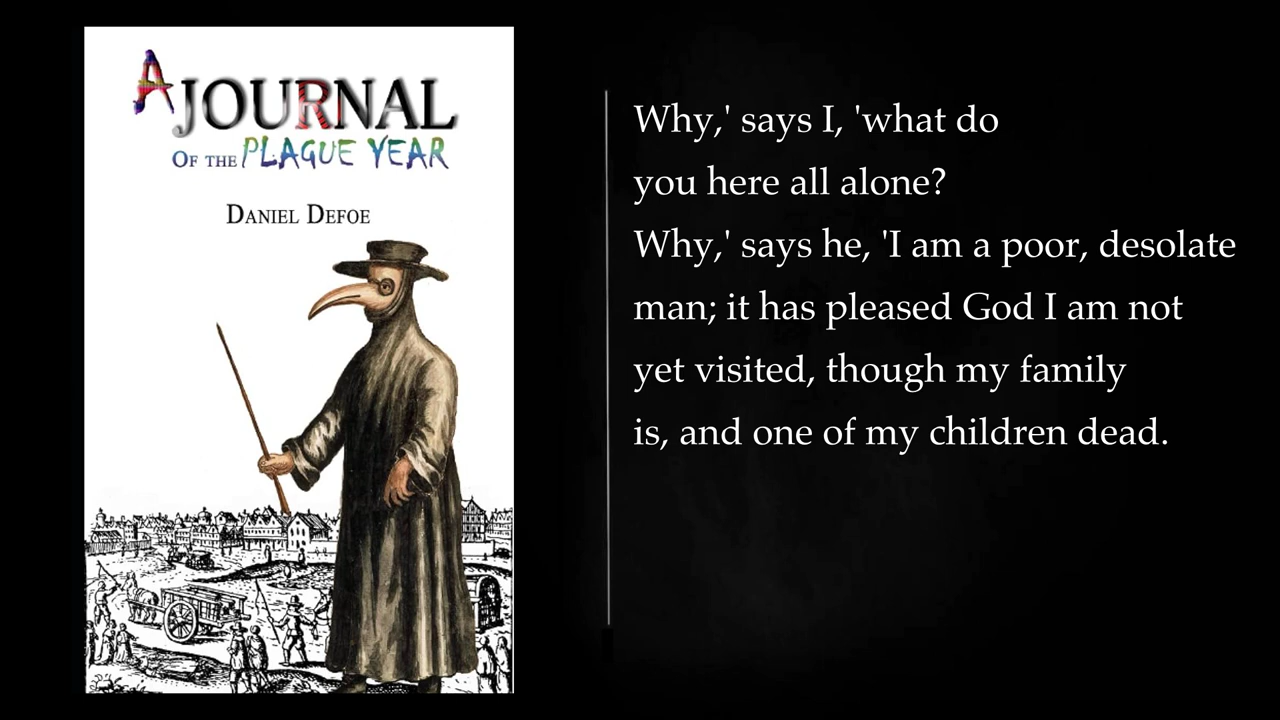 A JOURNAL
OF THE PLAGUE YEAR
DANIEL DEFOE
Why,' says I, 'what do
you here all alone?
Why,' says he, 'I am a poor, desolate
man; it has pleased God I am not
yet visited, though my family
is, and one of my children dead.